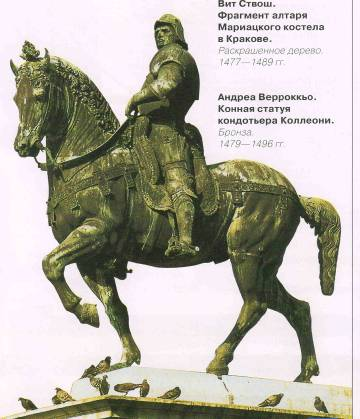 Вит Ствош.
Фрагмент алтаря
Мариацкого костела
в Кракове.
Раскрашенное дерево.
1477—1489 гг.
Андреа Верроккьо.
Конная статуя
кондотьера Коллеони.
Бронза.
1479—1496 гг.